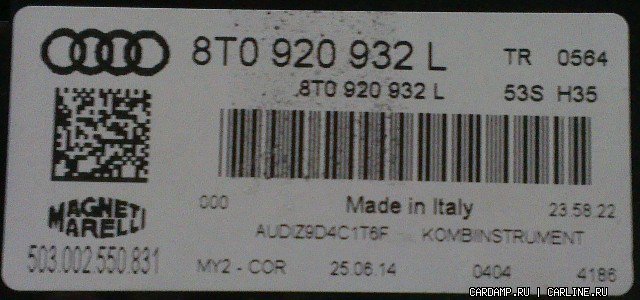 8T0 920 932 L TR 0564
8T0 920 932 L 53S H35
000 Made in Italy 23.58.22
MAGNETI
MARELLI
AUDIZ9D4C1T6F KOMBIINSTRUMENT
503.002.550.831
MY2 - COR 25.06.14 0404 4186
CARDAMP.RU | CARLINE.RU